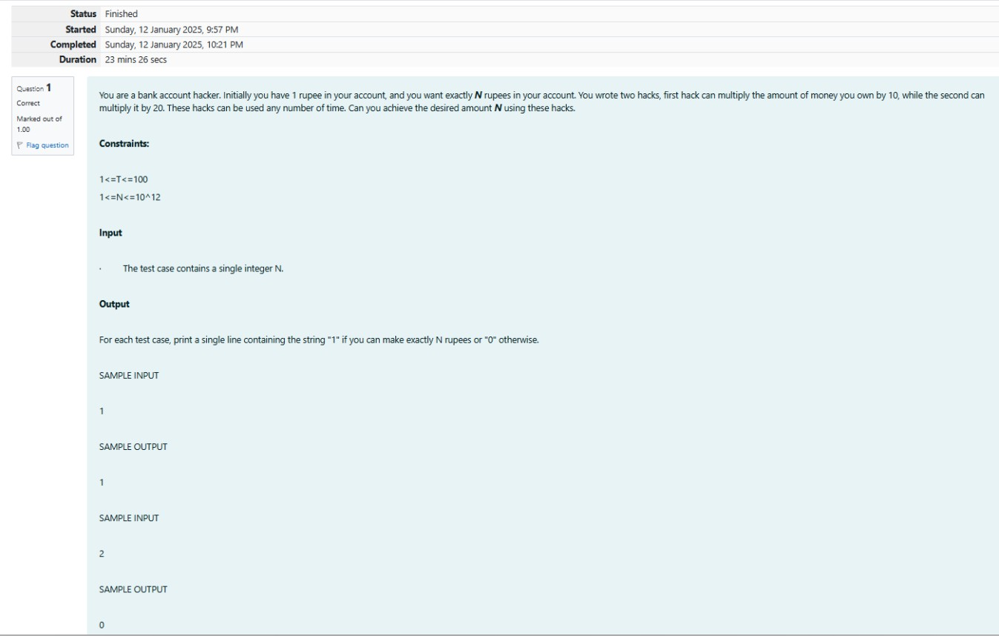 Status Finished
Started Sunday, 12 January 2025, 9:57 PM
Completed Sunday, 12 January 2025, 10:21 PM
Duration 23 mins 26 secs
Question 1
Correct
Marked out of
1.00
Flag question
You are a bank account hacker. Initially you have 1 rupee in your account, and you want exactly N rupees in your account. You wrote two hacks, first hack can multiply the amount of money you own by 10, while the second can
multiply it by 20. These hacks can be used any number of time. Can you achieve the desired amount N using these hacks.
Constraints:
1<=T<=100
1<=N<=10^12
Input
· The test case contains a single integer N.
Output
For each test case, print a single line containing the string "1" if you can make exactly N rupees or "0" otherwise.
SAMPLE INPUT
1
SAMPLE OUTPUT
1
SAMPLE INPUT
2
SAMPLE OUTPUT
0